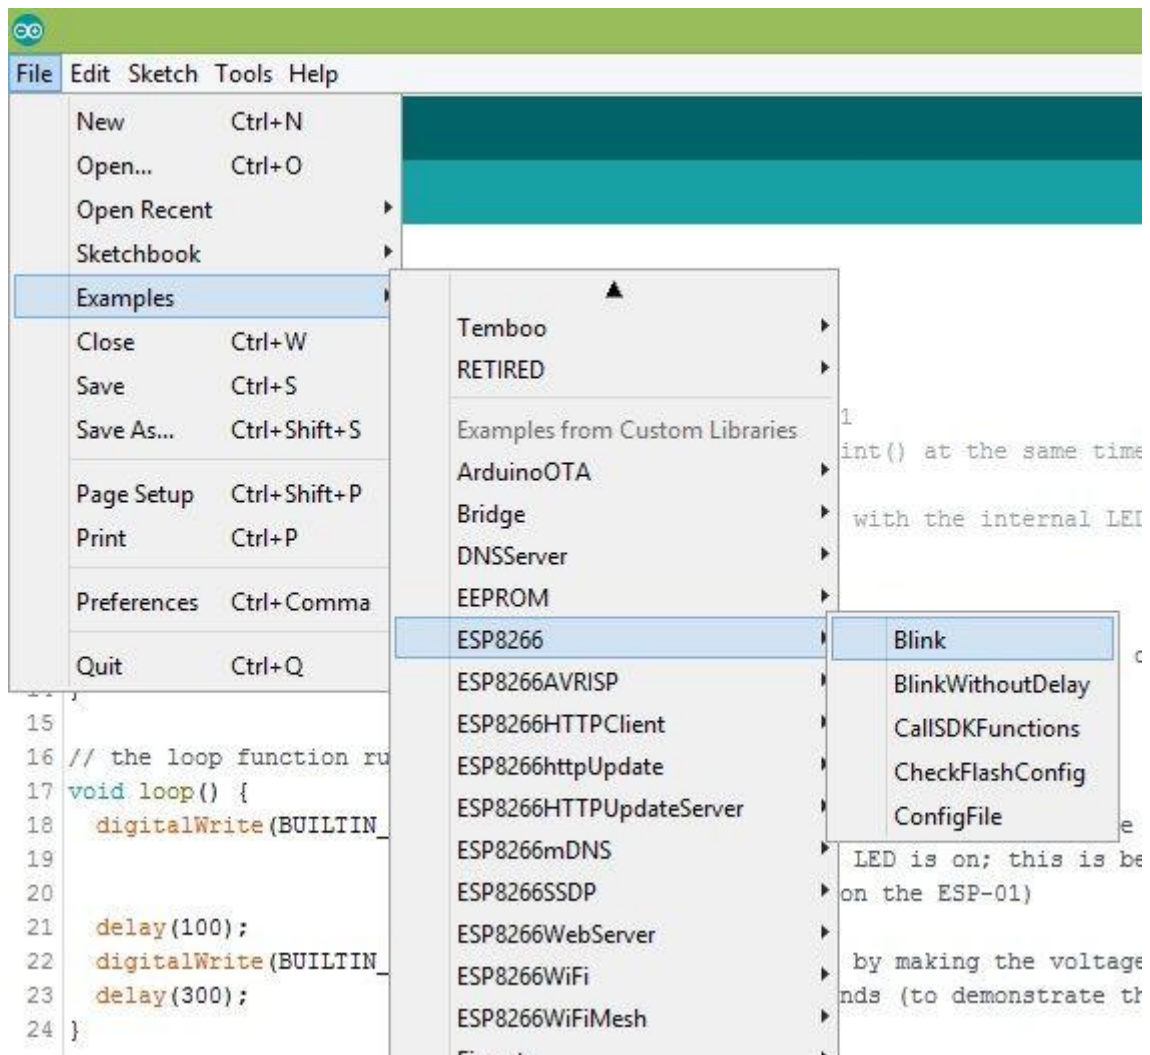 File Edit Sketch Tools Help
New Ctrl+N
Open... Ctrl+O
Open Recent
Sketchbook
Examples
Close Ctrl+W
Save Ctrl+S
Save As... Ctrl+Shift+S
Page Setup Ctrl+Shift+P
Print Ctrl+P
Preferences Ctrl+Comma
Quit Ctrl+Q
Temboo
RETIRED
Examples from Custom Libraries
ArduinoOTA
Bridge
DNSServer
EEPROM
ESP8266
ESP8266AVRISP
ESP8266HTTPClient
ESP8266httpUpdate
ESP8266HTTPUpdateServer
ESP8266mDNS
ESP8266SSDP
ESP8266WebServer
ESP8266WiFi
ESP8266WiFiMesh
Blink
BlinkWithoutDelay
CallSDKFunctions
CheckFlashConfig
ConfigFile
1
int() at the same time
with the internal LED
15
16 // the loop function ru
17 void loop() {
18 digitalWrite(BUILTIN_ e
19 LED is on; this is be
20 on the ESP-01)
21 delay(100);
22 digitalWrite(BUILTIN_ by making the voltage
23 delay(300); nds (to demonstrate th
24 }